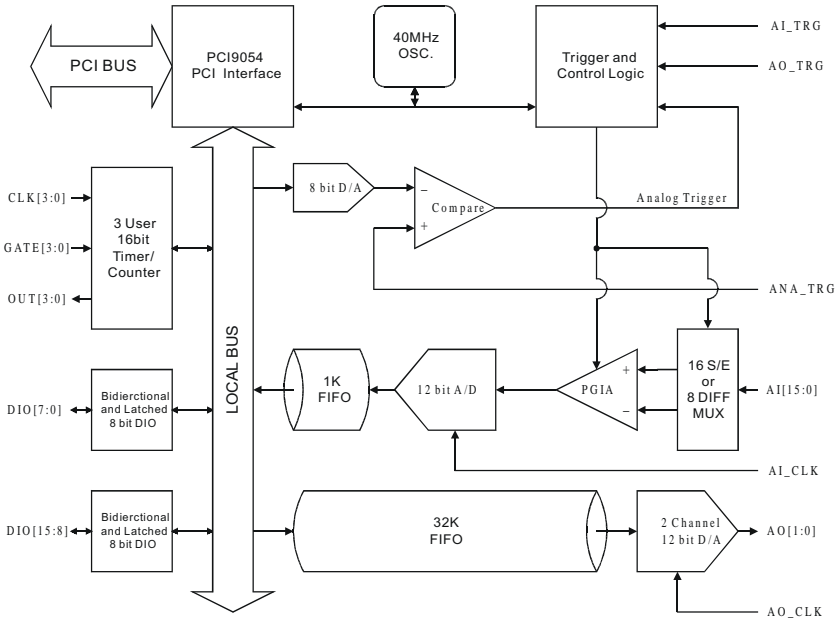 PCI BUS
PCI9054
PCI Interface
40MHz
OSC.
Trigger and
Control Logic
AI_TRG
AO_TRG
CLK[3:0]
GATE[3:0]
OUT[3:0]
3 User
16bit
Timer/
Counter
8 bit D/A
−
+
Compare
Analog Trigger
ANA_TRG
LOCAL BUS
1K
FIFO
12 bit A/D
PGIA
+
−
16 S/E
or
8 DIFF
MUX
AI[15:0]
AI_CLK
DIO[7:0]
Bidierctional
and Latched
8 bit DIO
DIO[15:8]
Bidierctional
and Latched
8 bit DIO
32K
FIFO
2 Channel
12 bit D/A
AO[1:0]
AO_CLK